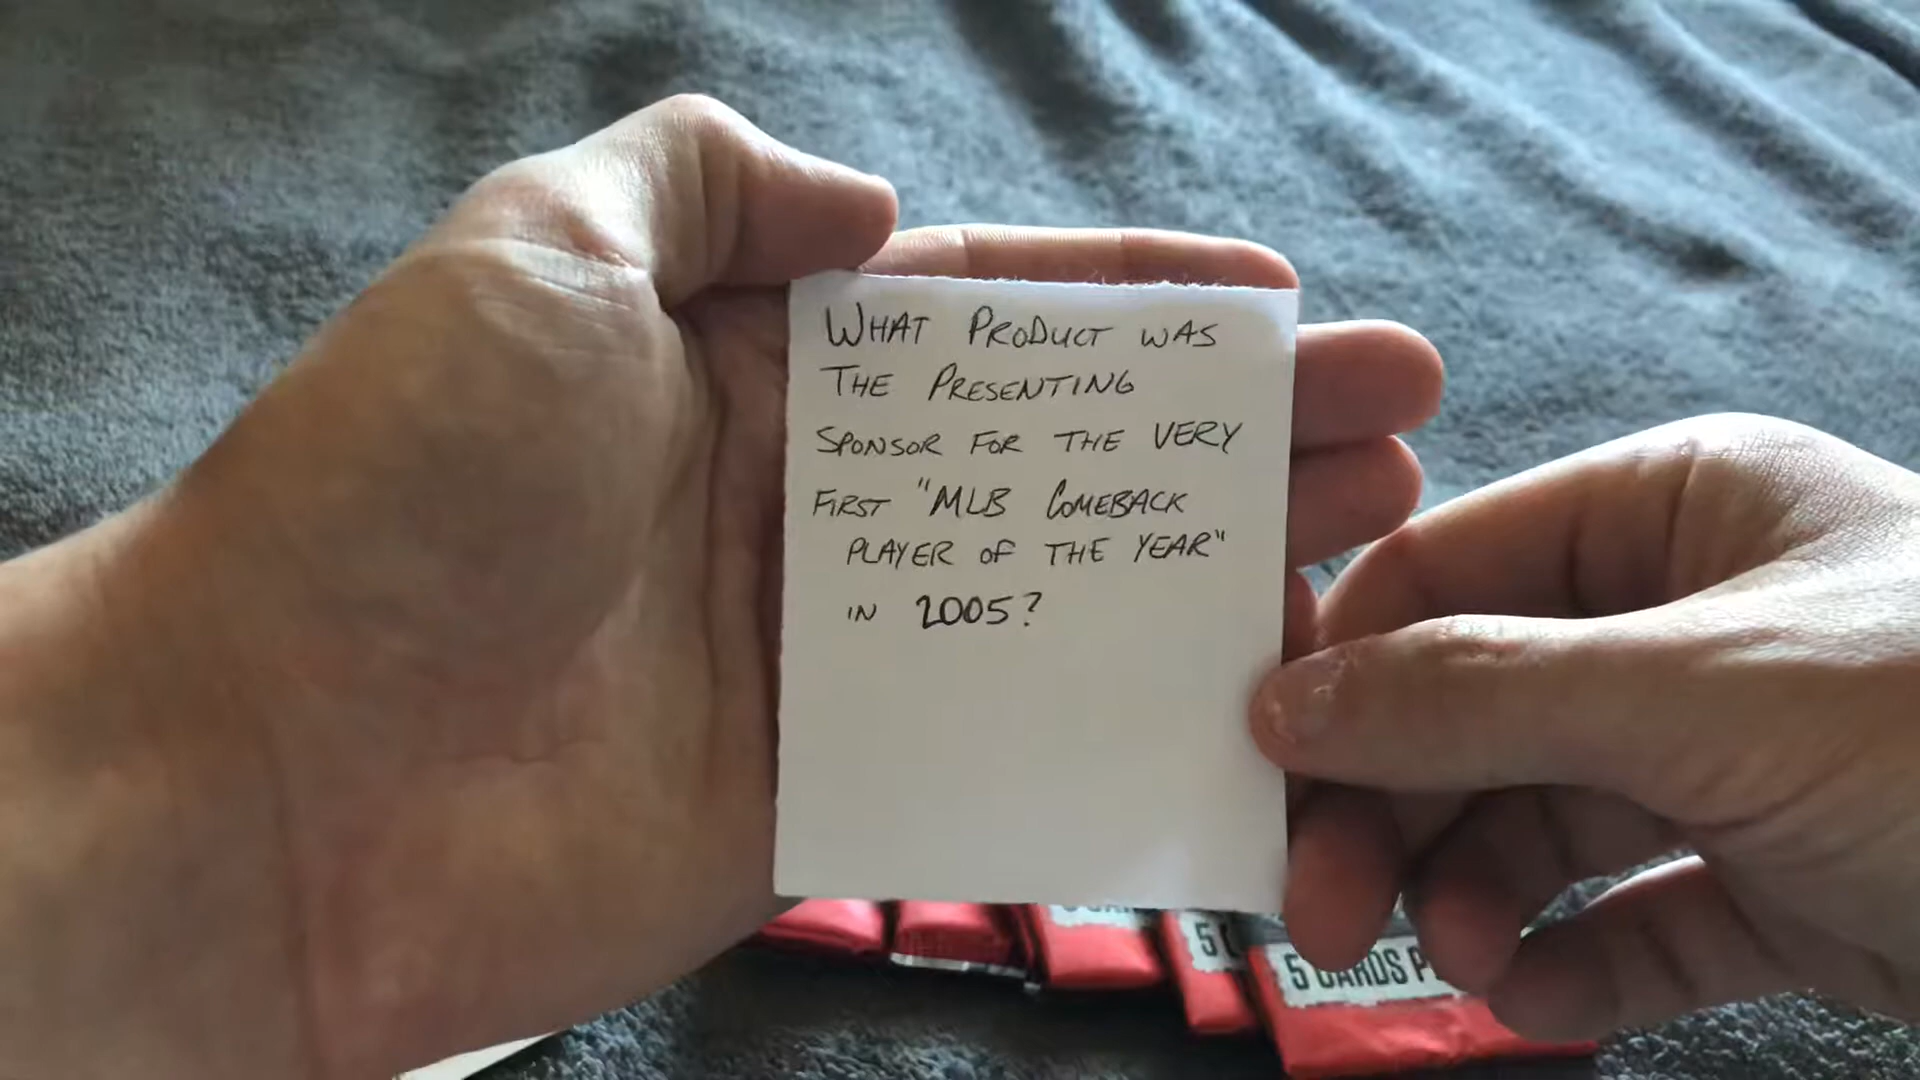 WHAT PRODUCT WAS
THE PRESENTING
SPONSOR FOR THE VERY
FIRST "MLB COMEBACK
PLAYER OF THE YEAR"
IN 2005?
5
5 CARDS P